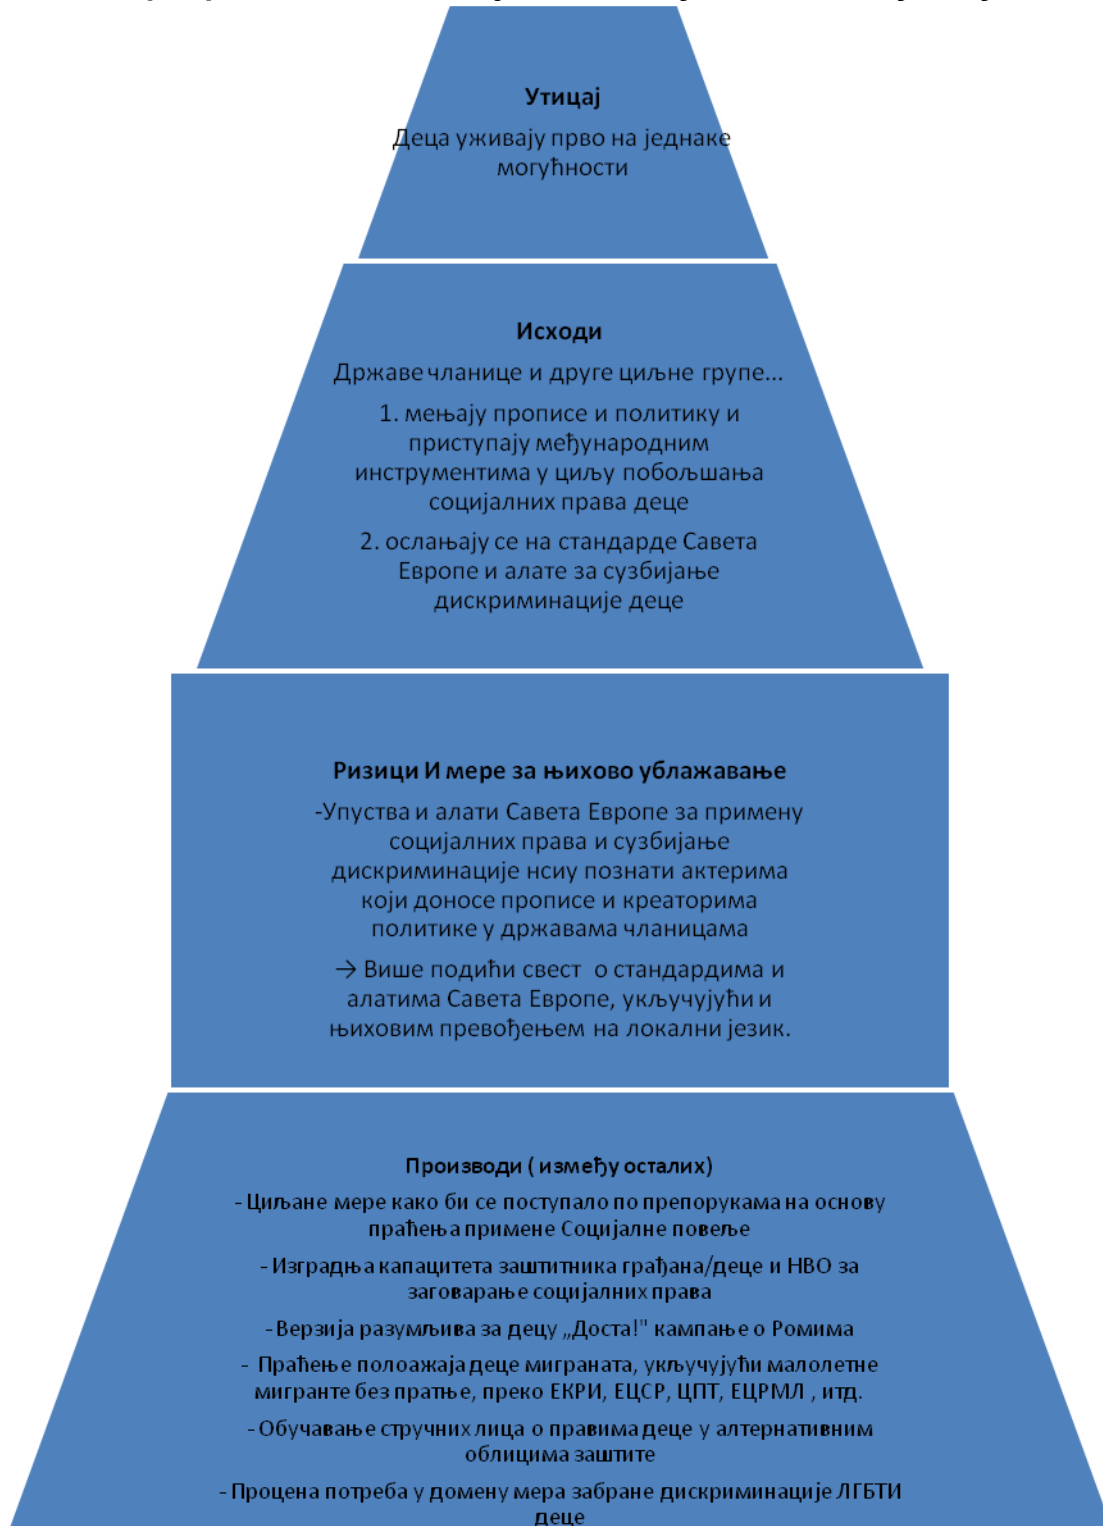 Утицај
Деца уживају прво на једнаке
могућности
Исходи
Државе чланице и друге циљне групе...
1. мењају прописе и политику и
приступају међународним
инструментима у циљу побољшања
социјалних права деце
2. ослањају се на стандарде Савета
Европе и алате за сузбијање
дискриминације деце
Ризици И мере за њихово ублажавање
-Упуства и алати Савета Европе за примену
социјалних права и сузбијање
дискриминације нсиу познати актерима
који доносе прописе и креаторима
политике у државама чланицама
→ Више подићи свест о стандардима и
алатима Савета Европе, укључујући и
њиховим превођењем на локални језик.
Производи ( између осталих)
- Циљане мере како би се поступало по препорукама на основу
праћења примене Социјалне повеље
- Изградња капацитета заштитника грађана/деце и НВО за
заговарање социјалних права
- Верзија разумљива за децу „Доста!" кампање о Ромима
- Праћење полоажаја деце миграната, укључујући малолетне
мигранте без пратње, преко ЕКРИ, ЕЦСР, ЦПТ, ЕЦРМЛ , итд.
- Обучавање стручних лица о правима деце у алтернативним
облицима заштите
- Процена потреба у домену мера забране дискриминације ЛГБТИ
деце